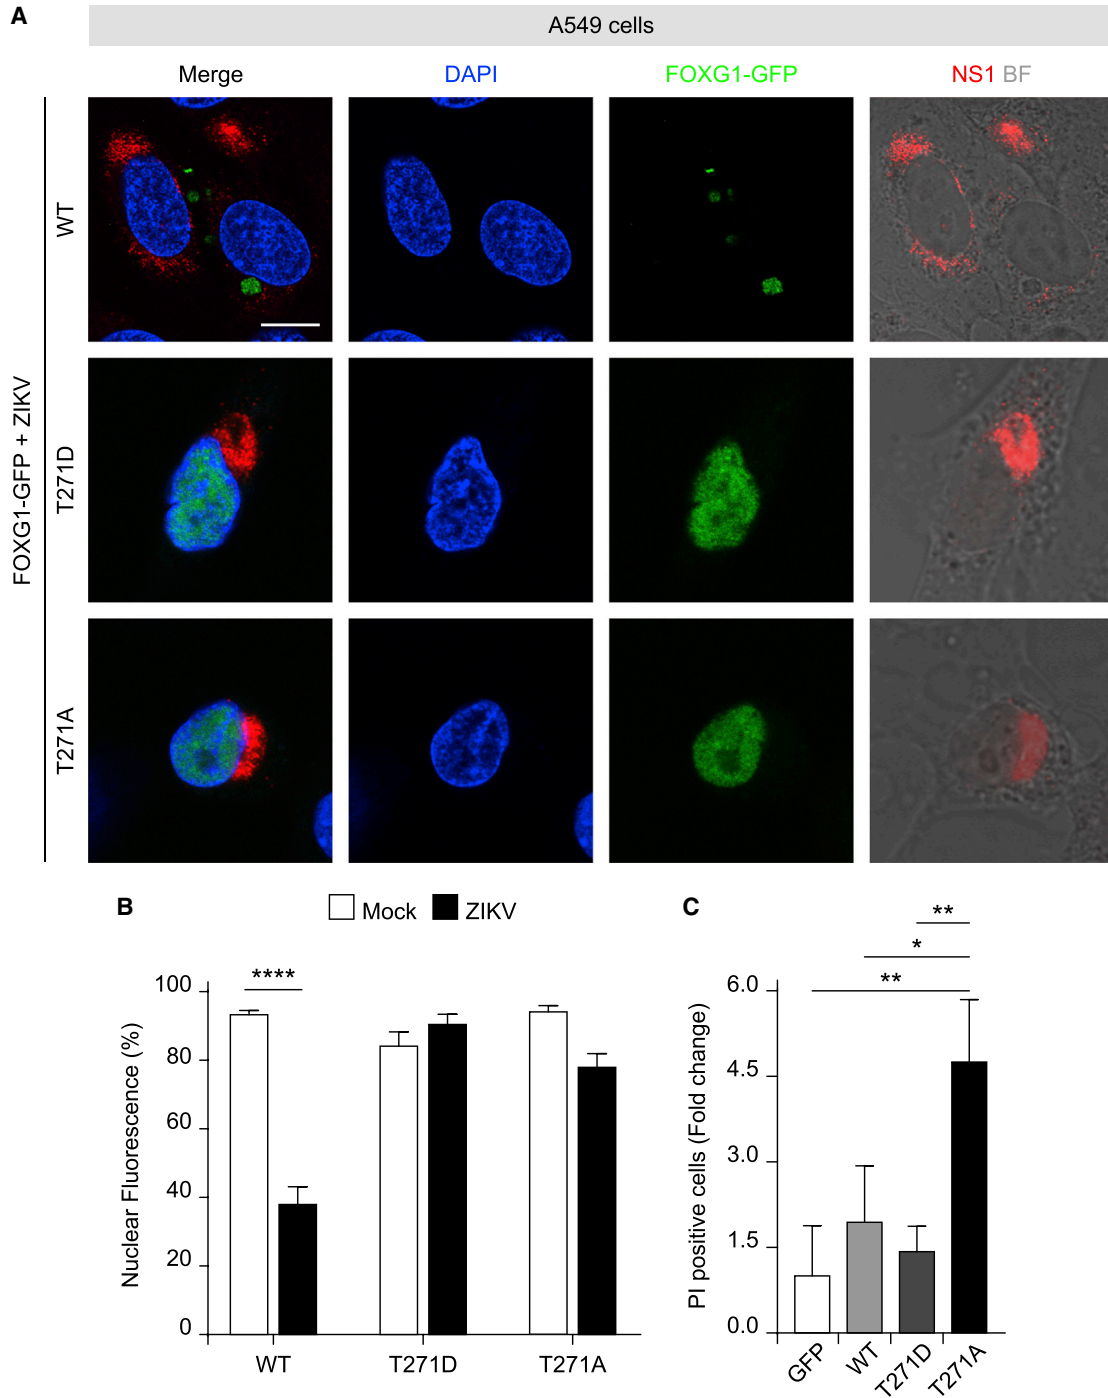 A
A549 cells
Merge
DAPI
FOXG1-GFP
NS1 BF
FOXG1-GFP + ZIKV
WT
T271D
T271A
B
Mock
ZIKV
Nuclear Fluorescence (%)
100
80
60
40
20
0
****
WT
T271D
T271A
C
PI positive cells (Fold change)
6.0
4.5
3.0
1.5
0.0
**
*
**
GFP
WT
T271D
T271A